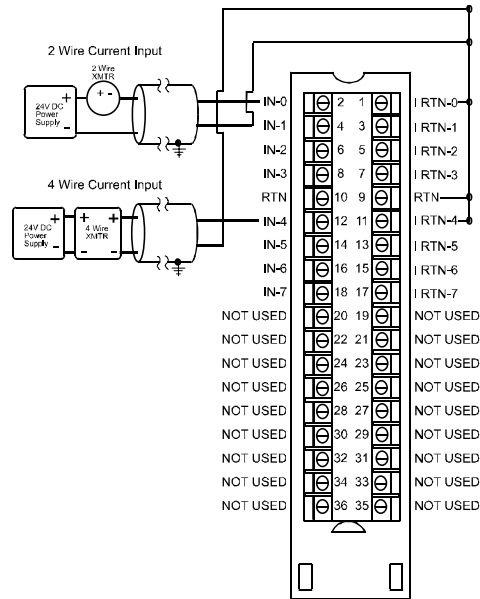 2 Wire Current Input
2 Wire
XMTR
+ -
24V DC
Power
Supply
+
-
4 Wire Current Input
24V DC
Power
Supply
+
-
+ +
4 Wire
XMTR
- -
IN-0 2 1 I RTN-0
IN-1 4 3 I RTN-1
IN-2 6 5 I RTN-2
IN-3 8 7 I RTN-3
RTN 10 9 RTN
IN-4 12 11 I RTN-4
IN-5 14 13 I RTN-5
IN-6 16 15 I RTN-6
IN-7 18 17 I RTN-7
NOT USED 20 19 NOT USED
NOT USED 22 21 NOT USED
NOT USED 24 23 NOT USED
NOT USED 26 25 NOT USED
NOT USED 28 27 NOT USED
NOT USED 30 29 NOT USED
NOT USED 32 31 NOT USED
NOT USED 34 33 NOT USED
NOT USED 36 35 NOT USED